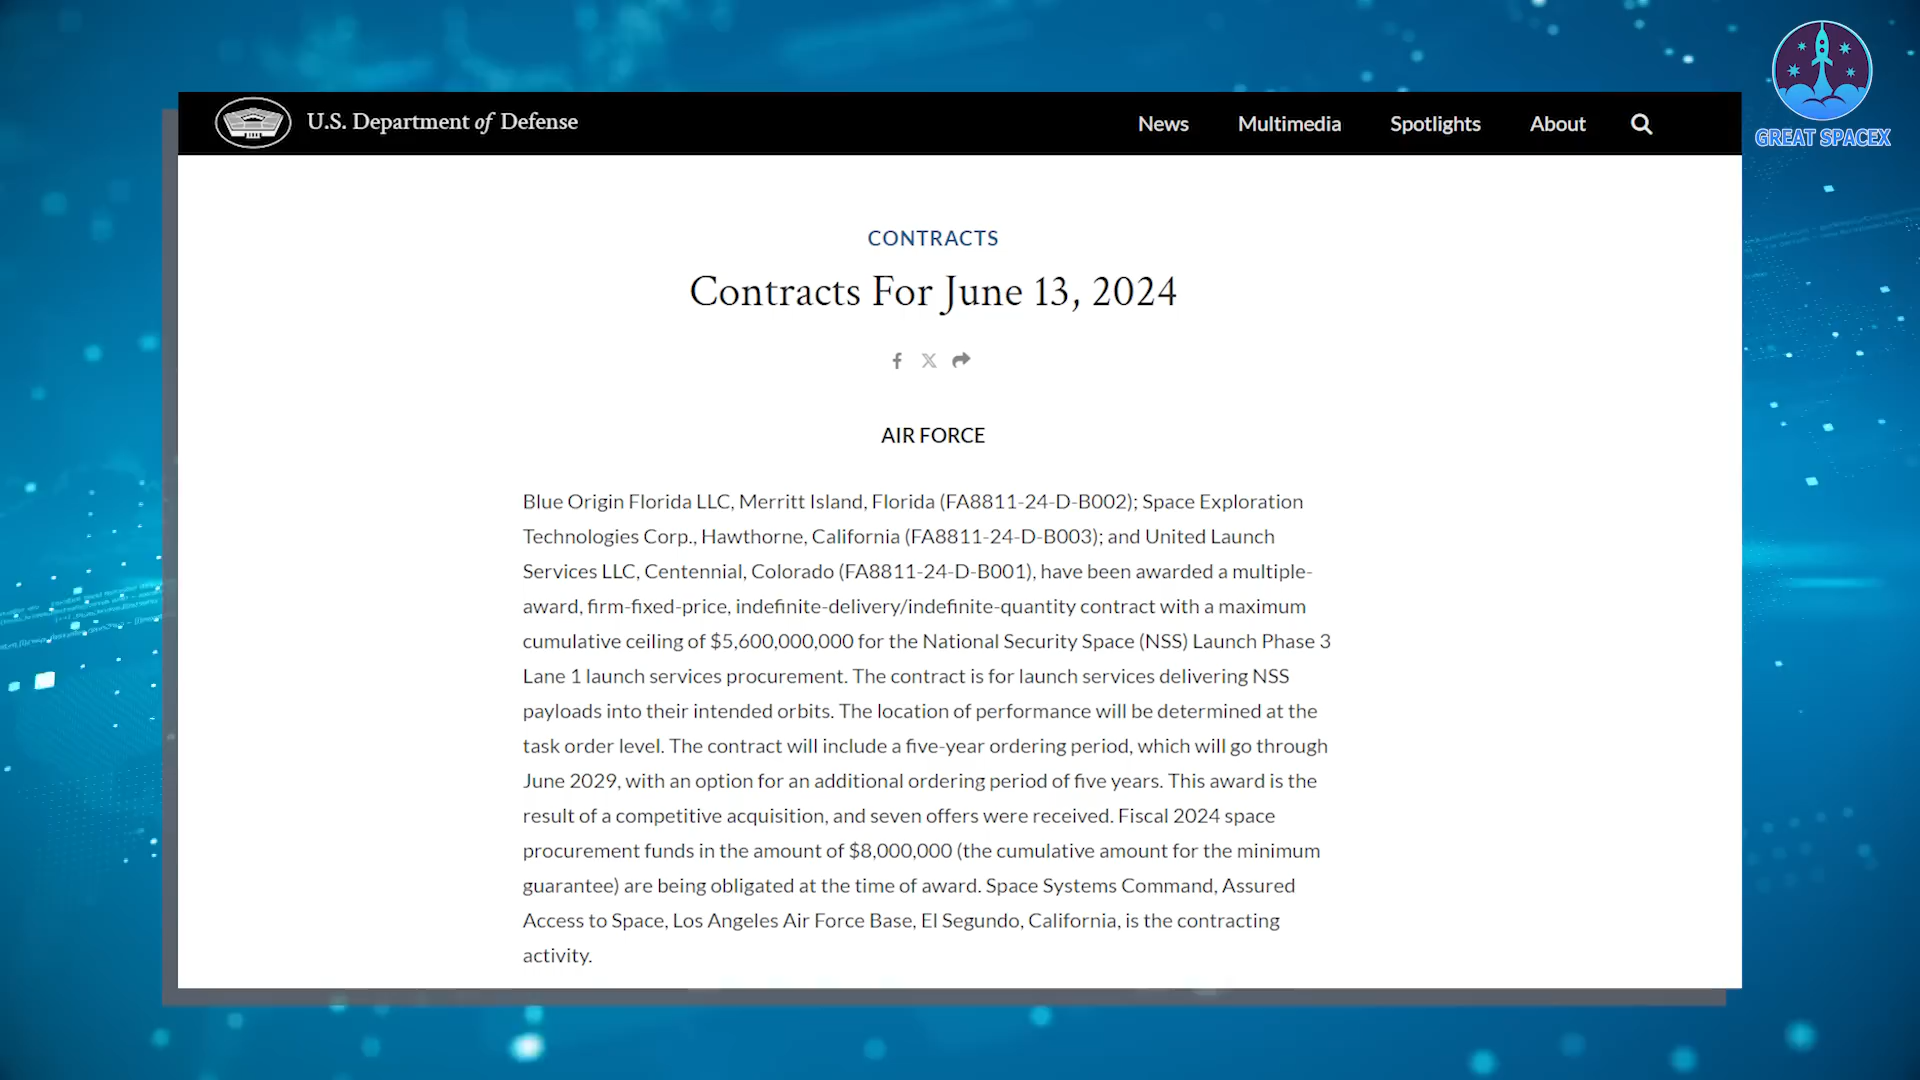 U.S. Department of Defense
News Multimedia Spotlights About
GREAT SPACEX
CONTRACTS
Contracts For June 13, 2024
AIR FORCE
Blue Origin Florida LLC, Merritt Island, Florida (FA8811-24-D-B002); Space Exploration
Technologies Corp., Hawthorne, California (FA8811-24-D-B003); and United Launch
Services LLC, Centennial, Colorado (FA8811-24-D-B001), have been awarded a multiple-
award, firm-fixed-price, indefinite-delivery/indefinite-quantity contract with a maximum
cumulative ceiling of $5,600,000,000 for the National Security Space (NSS) Launch Phase 3
Lane 1 launch services procurement. The contract is for launch services delivering NSS
payloads into their intended orbits. The location of performance will be determined at the
task order level. The contract will include a five-year ordering period, which will go through
June 2029, with an option for an additional ordering period of five years. This award is the
result of a competitive acquisition, and seven offers were received. Fiscal 2024 space
procurement funds in the amount of $8,000,000 (the cumulative amount for the minimum
guarantee) are being obligated at the time of award. Space Systems Command, Assured
Access to Space, Los Angeles Air Force Base, El Segundo, California, is the contracting
activity.